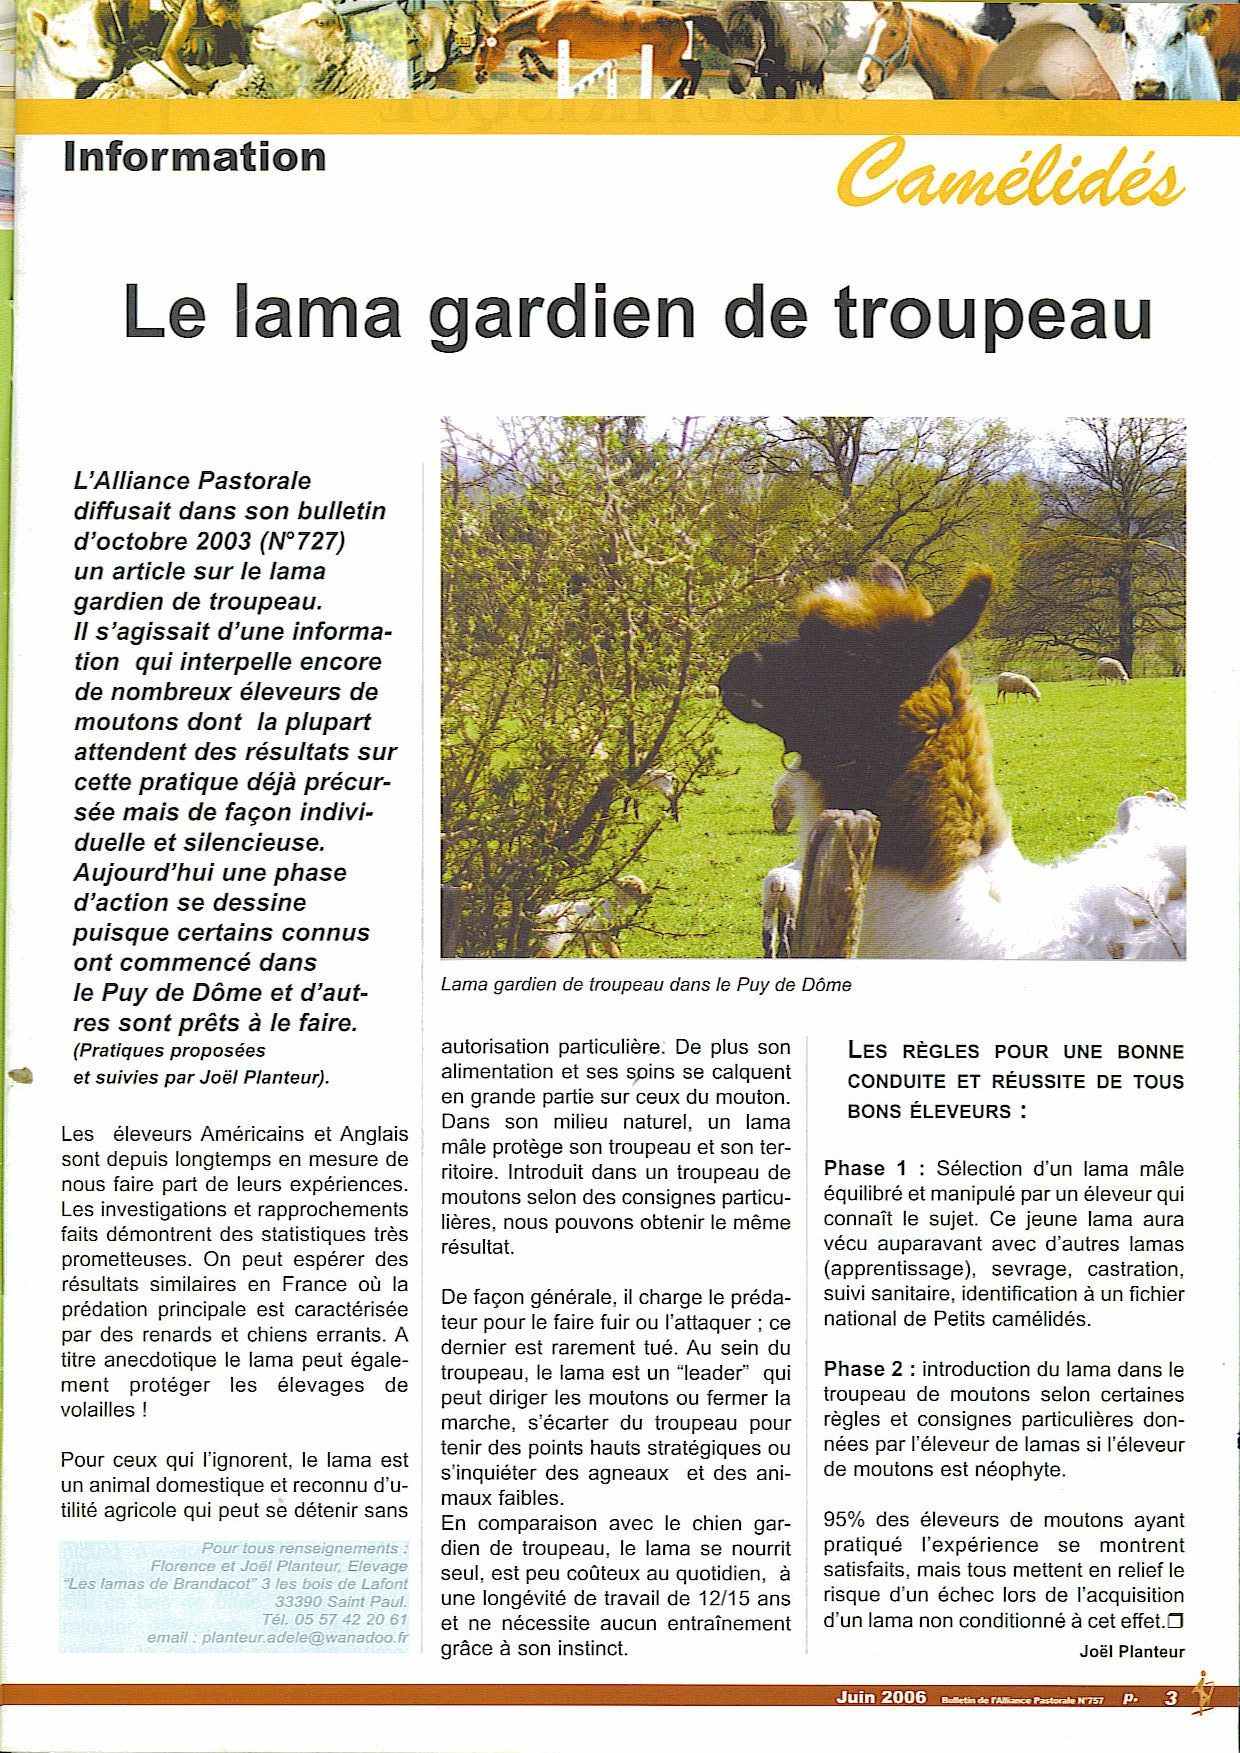 Information
Camélidés
Le lama gardien de troupeau
L'Alliance Pastorale
diffusait dans son bulletin
d'octobre 2003 (N°727)
un article sur le lama
gardien de troupeau.
Il s'agissait d'une informa-
tion qui interpelle encore
de nombreux éleveurs de
moutons dont la plupart
attendent des résultats sur
cette pratique déjà précur-
sée mais de façon indivi-
duelle et silencieuse.
Aujourd'hui une phase
d'action se dessine
puisque certains connus
ont commencé dans
le Puy de Dôme et d'aut-
res sont prêts à le faire.
(Pratiques proposées
et suivies par Joël Planteur).
Les éleveurs Américains et Anglais
sont depuis longtemps en mesure de
nous faire part de leurs expériences.
Les investigations et rapprochements
faits démontrent des statistiques très
prometteuses. On peut espérer des
résultats similaires en France où la
prédation principale est caractérisée
par des renards et chiens errants. A
titre anecdotique le lama peut égale-
ment protéger les élevages de
volailles !
Pour ceux qui l'ignorent, le lama est
un animal domestique et reconnu d'u-
tilité agricole qui peut se détenir sans
Pour tous renseignements :
Florence et Joël Planteur, Elevage
"Les lamas de Brandacot" 3 les bois de Lafont
33390 Saint Paul.
Tél. 05 57 42 20 61
email : planteur.adele@wanadoo.fr
Lama gardien de troupeau dans le Puy de Dôme
autorisation particulière. De plus son
alimentation et ses soins se calquent
en grande partie sur ceux du mouton.
Dans son milieu naturel, un lama
mâle protège son troupeau et son ter-
ritoire. Introduit dans un troupeau de
moutons selon des consignes particu-
lières, nous pouvons obtenir le même
résultat.
De façon générale, il charge le préda-
teur pour le faire fuir ou l'attaquer ; ce
dernier est rarement tué. Au sein du
troupeau, le lama est un "leader" qui
peut diriger les moutons ou fermer la
marche, s'écarter du troupeau pour
tenir des points hauts stratégiques ou
s'inquiéter des agneaux et des ani-
maux faibles.
En comparaison avec le chien gar-
dien de troupeau, le lama se nourrit
seul, est peu coûteux au quotidien, à
une longévité de travail de 12/15 ans
et ne nécessite aucun entraînement
grâce à son instinct.
LES RÈGLES POUR UNE BONNE
CONDUITE ET RÉUSSITE DE TOUS
BONS ÉLEVEURS :
Phase 1 : Sélection d'un lama mâle
équilibré et manipulé par un éleveur qui
connaît le sujet. Ce jeune lama aura
vécu auparavant avec d'autres lamas
(apprentissage), sevrage, castration,
suivi sanitaire, identification à un fichier
national de Petits camélidés.
Phase 2 : introduction du lama dans le
troupeau de moutons selon certaines
règles et consignes particulières don-
nées par l'éleveur de lamas si l'éleveur
de moutons est néophyte.
95% des éleveurs de moutons ayant
pratiqué l'expérience se montrent
satisfaits, mais tous mettent en relief le
risque d'un échec lors de l'acquisition
d'un lama non conditionné à cet effet.❒
Joël Planteur
Juin 2006 Bulletin de l'Alliance Pastorale N°757 p. 3